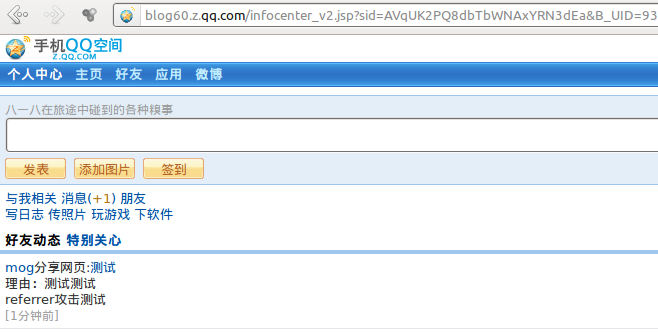 blog60.z.qq.com/infocenter_v2.jsp?sid=AVqUK2PQ8dbTbWNAxYRN3dEa&B_UID=93
手机QQ空间
Z.QQ.COM
个人中心 主页 好友 应用 微博
八一八在旅途中碰到的各种糗事
发表 添加图片 签到
与我相关 消息(+1) 朋友
写日志 传照片 玩游戏 下软件
好友动态 特别关心
mog分享网页:测试
理由：测试测试
referrer攻击测试
[1分钟前]